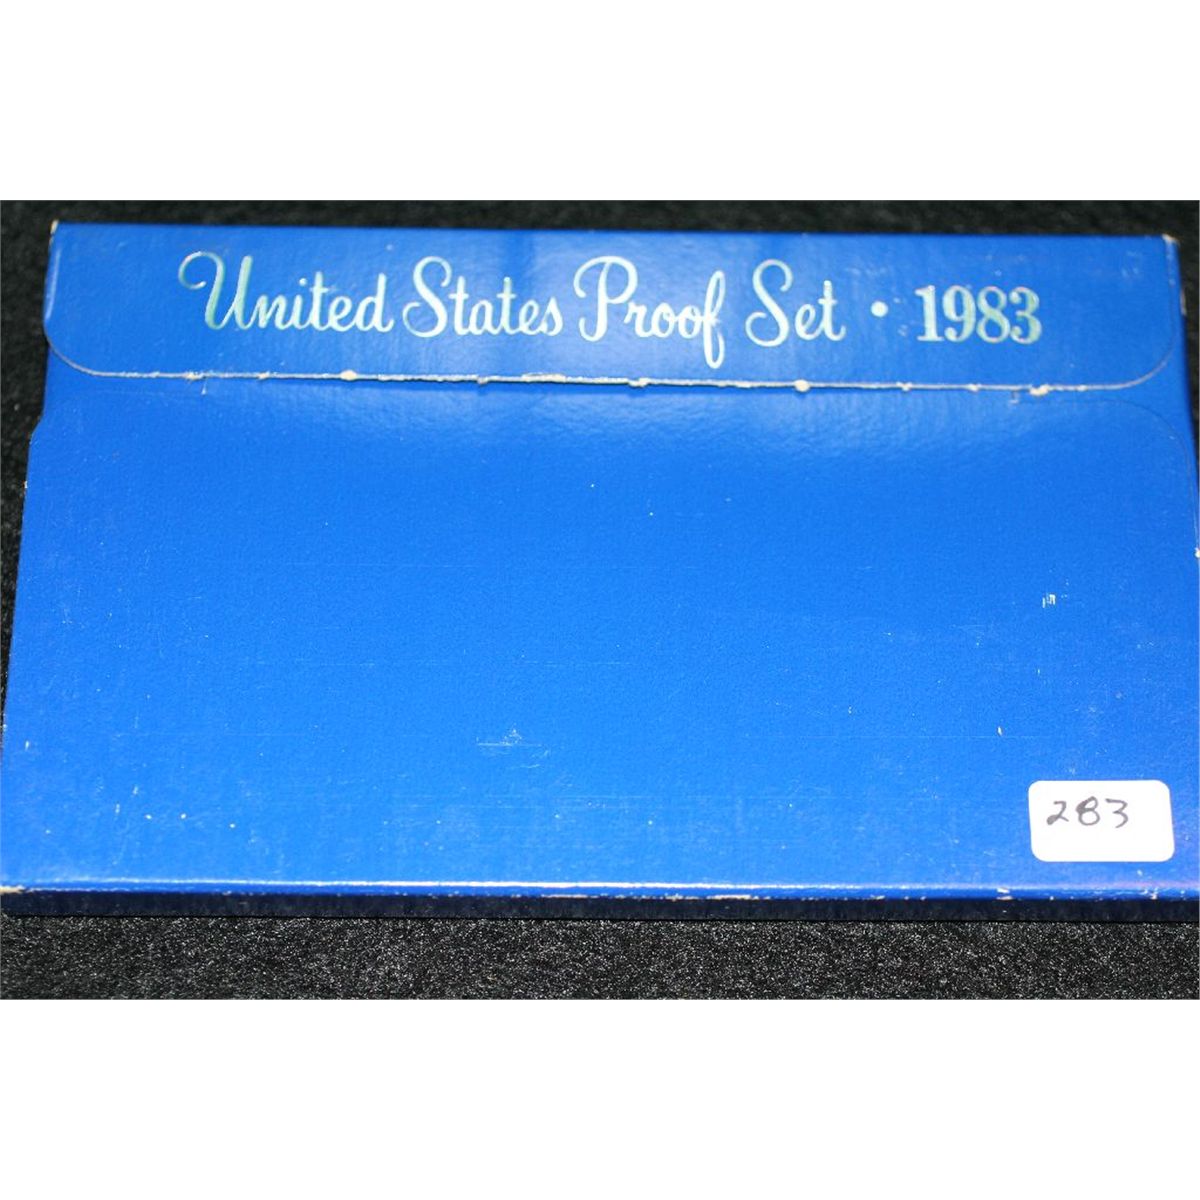 United States Proof Set · 1983
283